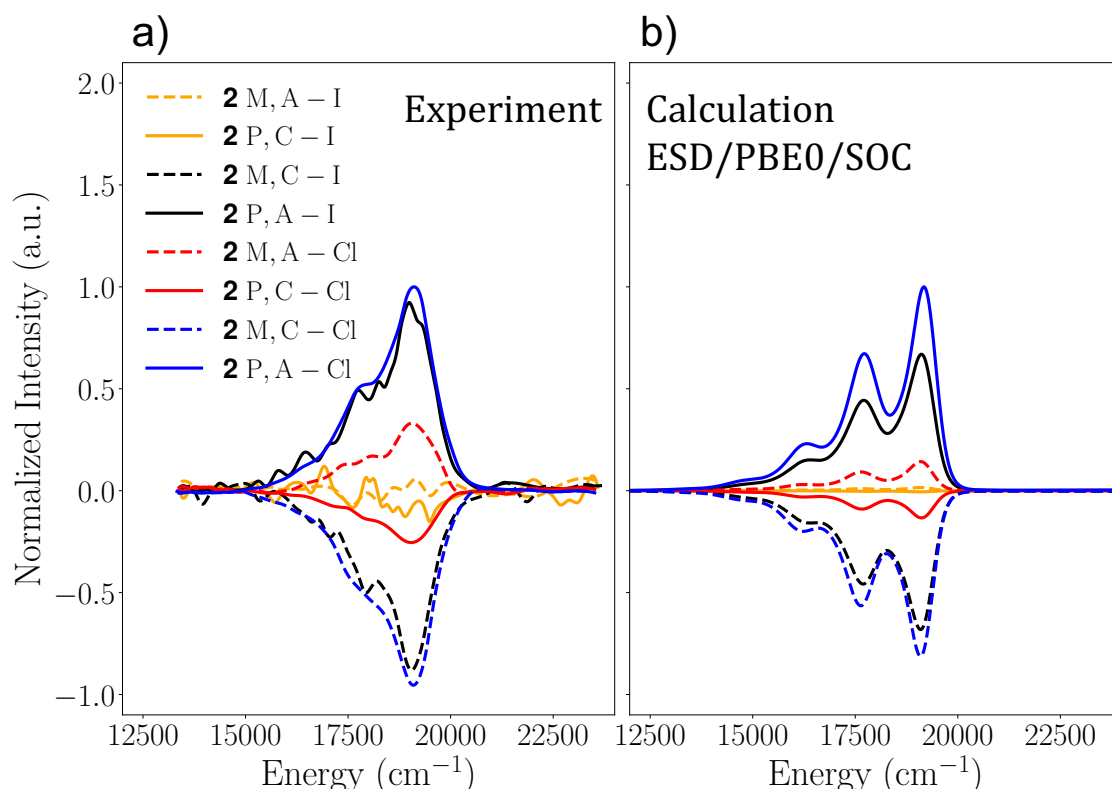 a)
b)
Experiment
Calculation
ESD/PBE0/SOC
2 M, A − I
2 P, C − I
2 M, C − I
2 P, A − I
2 M, A − Cl
2 P, C − Cl
2 M, C − Cl
2 P, A − Cl
Normalized Intensity (a.u.)
2.0
1.5
1.0
0.5
0.0
−0.5
−1.0
12500 15000 17500 20000 22500
12500 15000 17500 20000 22500
Energy (cm⁻¹)
Energy (cm⁻¹)